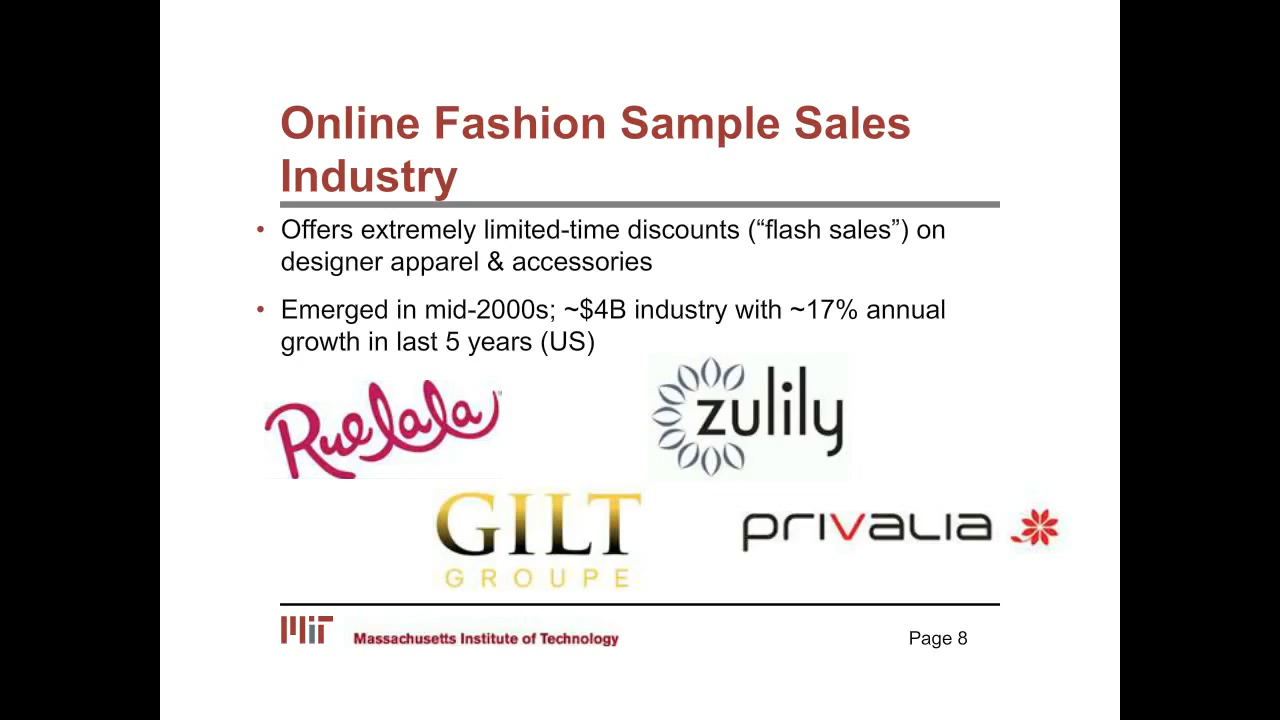 Online Fashion Sample Sales
Industry
• Offers extremely limited-time discounts (“flash sales”) on
designer apparel & accessories
• Emerged in mid-2000s; ~$4B industry with ~17% annual
growth in last 5 years (US)
Ruelala
zulily
GILT
GROUPE
PRIVALIA
MIT Massachusetts Institute of Technology
Page 8